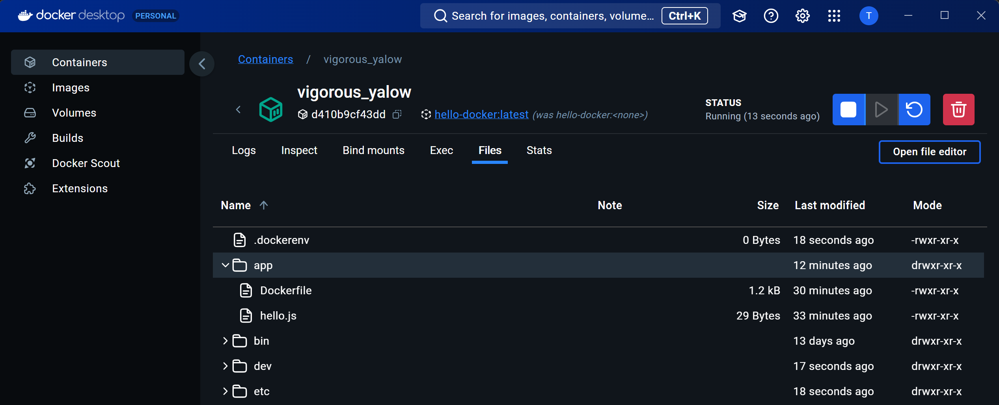 docker desktop PERSONAL
Search for images, containers, volume... Ctrl+K
T
Containers
Images
Volumes
Builds
Docker Scout
Extensions
Containers / vigorous_yalow
vigorous_yalow
d410b9cf43dd hello-docker:latest (was hello-docker:<none>)
STATUS
Running (13 seconds ago)
Logs Inspect Bind mounts Exec Files Stats
Open file editor
Name Note Size Last modified Mode
.dockerenv 0 Bytes 18 seconds ago -rwxr-xr-x
app 12 minutes ago drwxr-xr-x
Dockerfile 1.2 kB 30 minutes ago -rwxr-xr-x
hello.js 29 Bytes 33 minutes ago -rwxr-xr-x
bin 13 days ago drwxr-xr-x
dev 17 seconds ago drwxr-xr-x
etc 18 seconds ago drwxr-xr-x